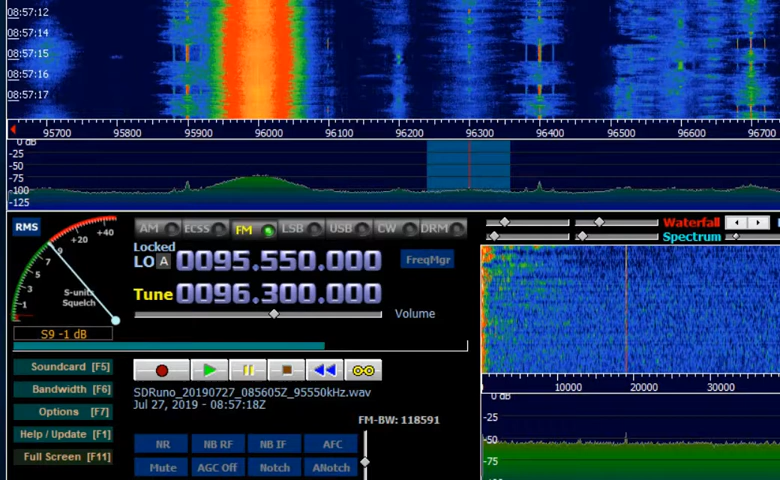 08:57:12
08:57:14
08:57:15
08:57:16
08:57:17
95700 95800 95900 96000 96100 96200 96300 96400 96500 96600 96700
0 dB
-25
-50
-75
-100
-125
RMS
+20 +40
9
7
5
3
1
S-units
Squelch
S9 -1 dB
AM ECSS FM LSB USB CW DRM
Locked
LO A 0095.550.000 FreqMgr
Tune 0096.300.000
Volume
Waterfall
Spectrum
Soundcard [F5]
Bandwidth [F6]
Options [F7]
Help / Update [F1]
Full Screen [F11]
SDRuno_20190727_085605Z_95550kHz.wav
Jul 27, 2019 - 08:57:18Z
FM-BW: 118591
NR NB RF NB IF AFC
Mute AGC Off Notch ANotch
10000 20000 30000
0 dB
-25
-50
-75